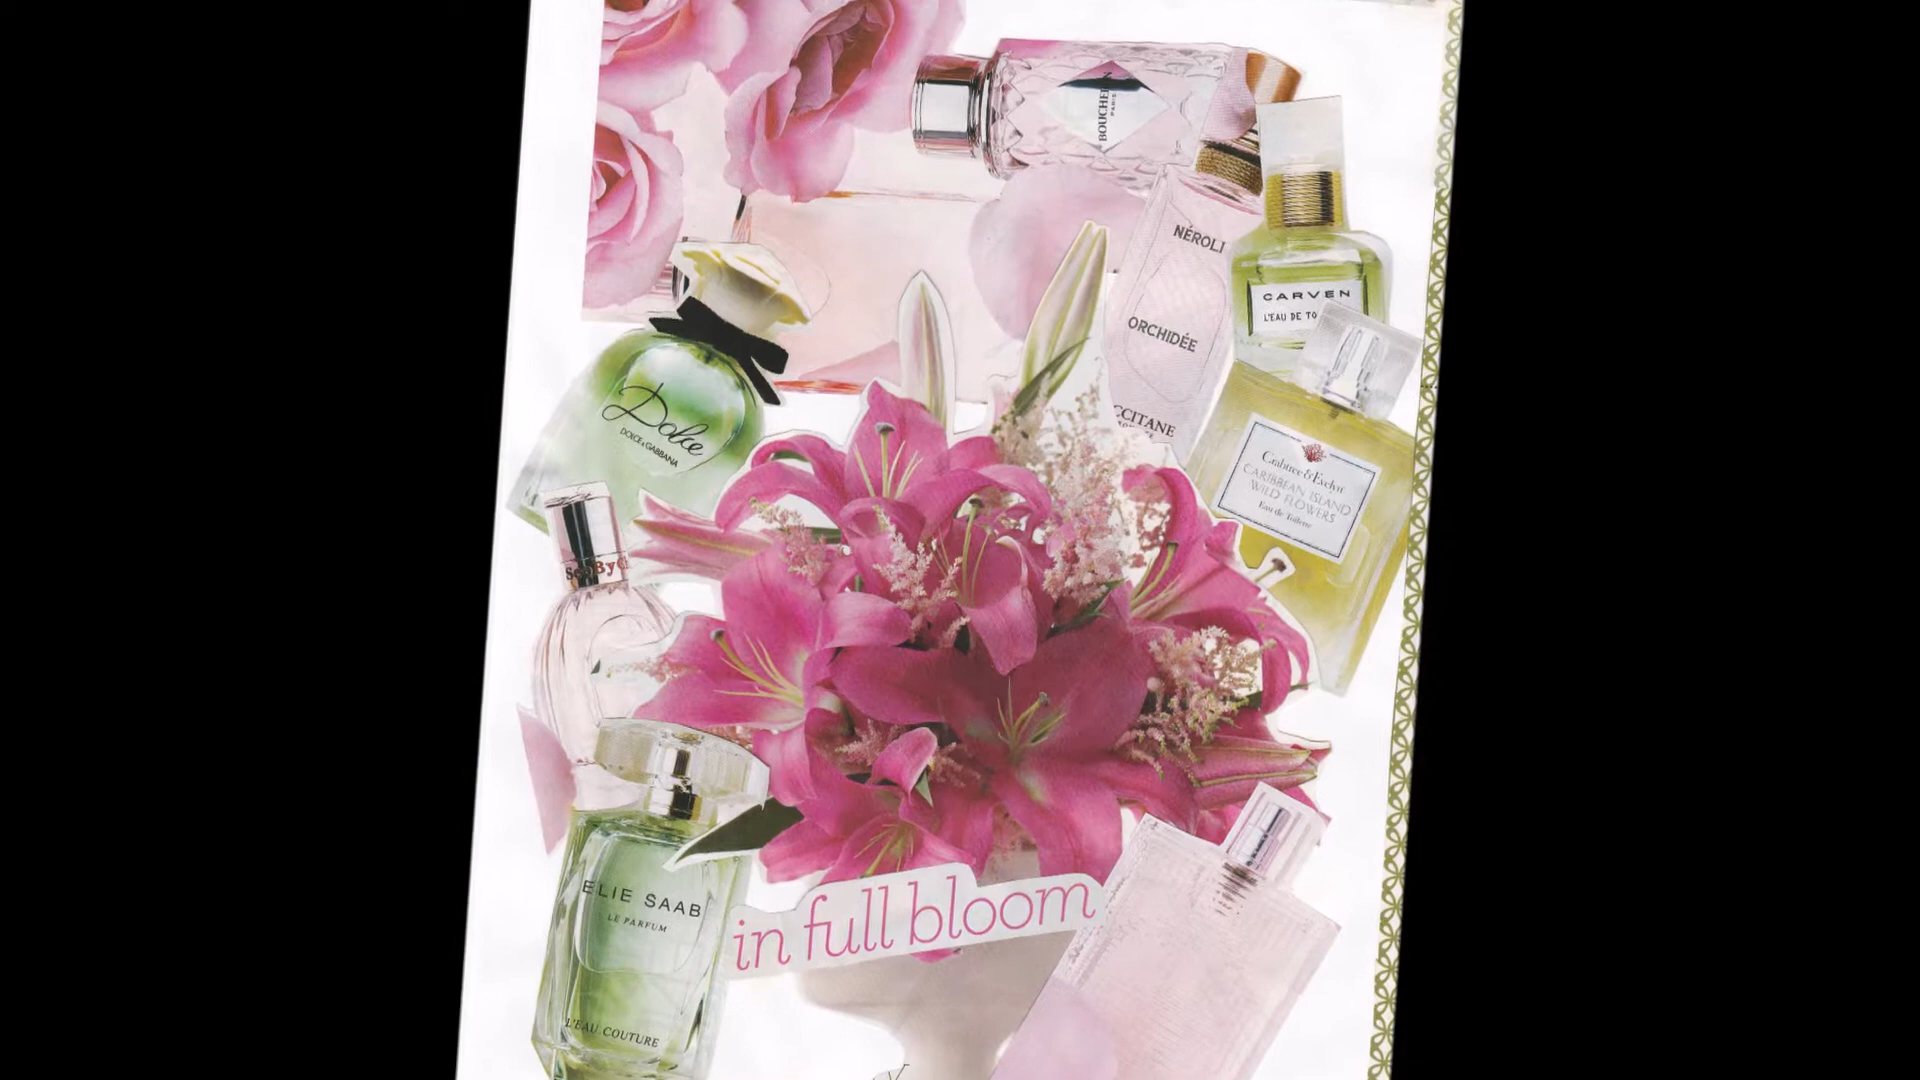 BOUCHERON
PARIS
NÉROLI
ORCHIDÉE
CCITANE
CARVEN
L'EAU DE TO
Dolce
DOLCE & GABBANA
Crabtree & Evelyn
CARIBBEAN ISLAND
WILD FLOWERS
Eau de Toilette
ELIE SAAB
LE PARFUM
L'EAU COUTURE
in full bloom